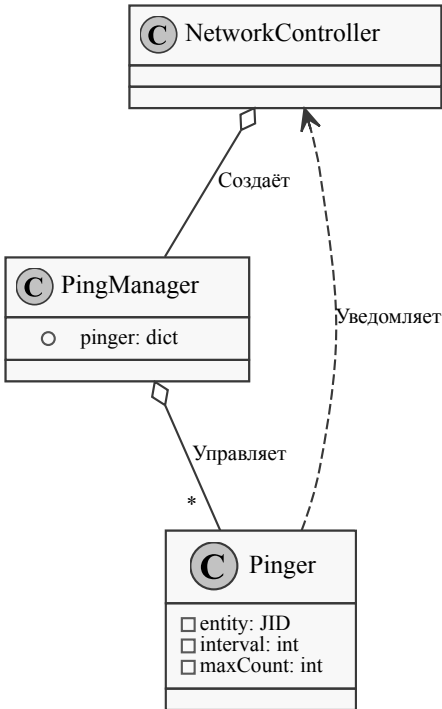 C NetworkController
Создаёт
C PingManager
pinger: dict
Уведомляет
Управляет
*
C Pinger
entity: JID
interval: int
maxCount: int